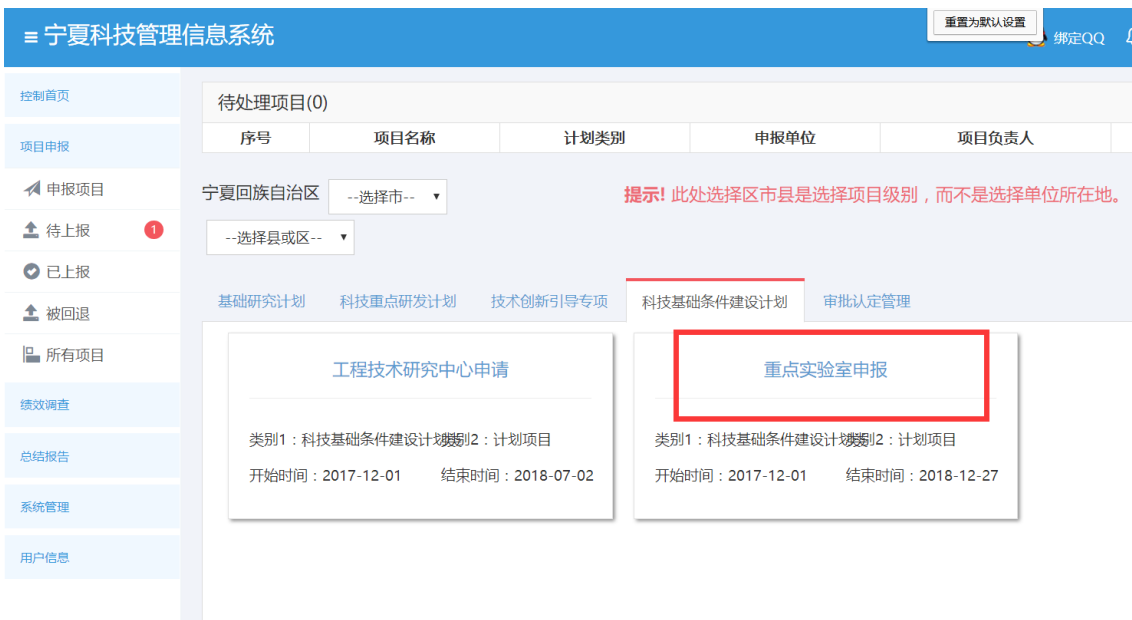 ≡ 宁夏科技管理信息系统
重置为默认设置
绑定QQ
控制首页
项目申报
申报项目
待上报 1
已上报
被回退
所有项目
绩效调查
总结报告
系统管理
用户信息
待处理项目(0)
序号 项目名称 计划类别 申报单位 项目负责人
宁夏回族自治区 --选择市--
提示! 此处选择区市县是选择项目级别，而不是选择单位所在地。
--选择县或区--
基础研究计划 科技重点研发计划 技术创新引导专项 科技基础条件建设计划 审批认定管理
工程技术研究中心申请
类别1：科技基础条件建设计划 类别2：计划项目
开始时间：2017-12-01 结束时间：2018-07-02
重点实验室申报
类别1：科技基础条件建设计划 类别2：计划项目
开始时间：2017-12-01 结束时间：2018-12-27